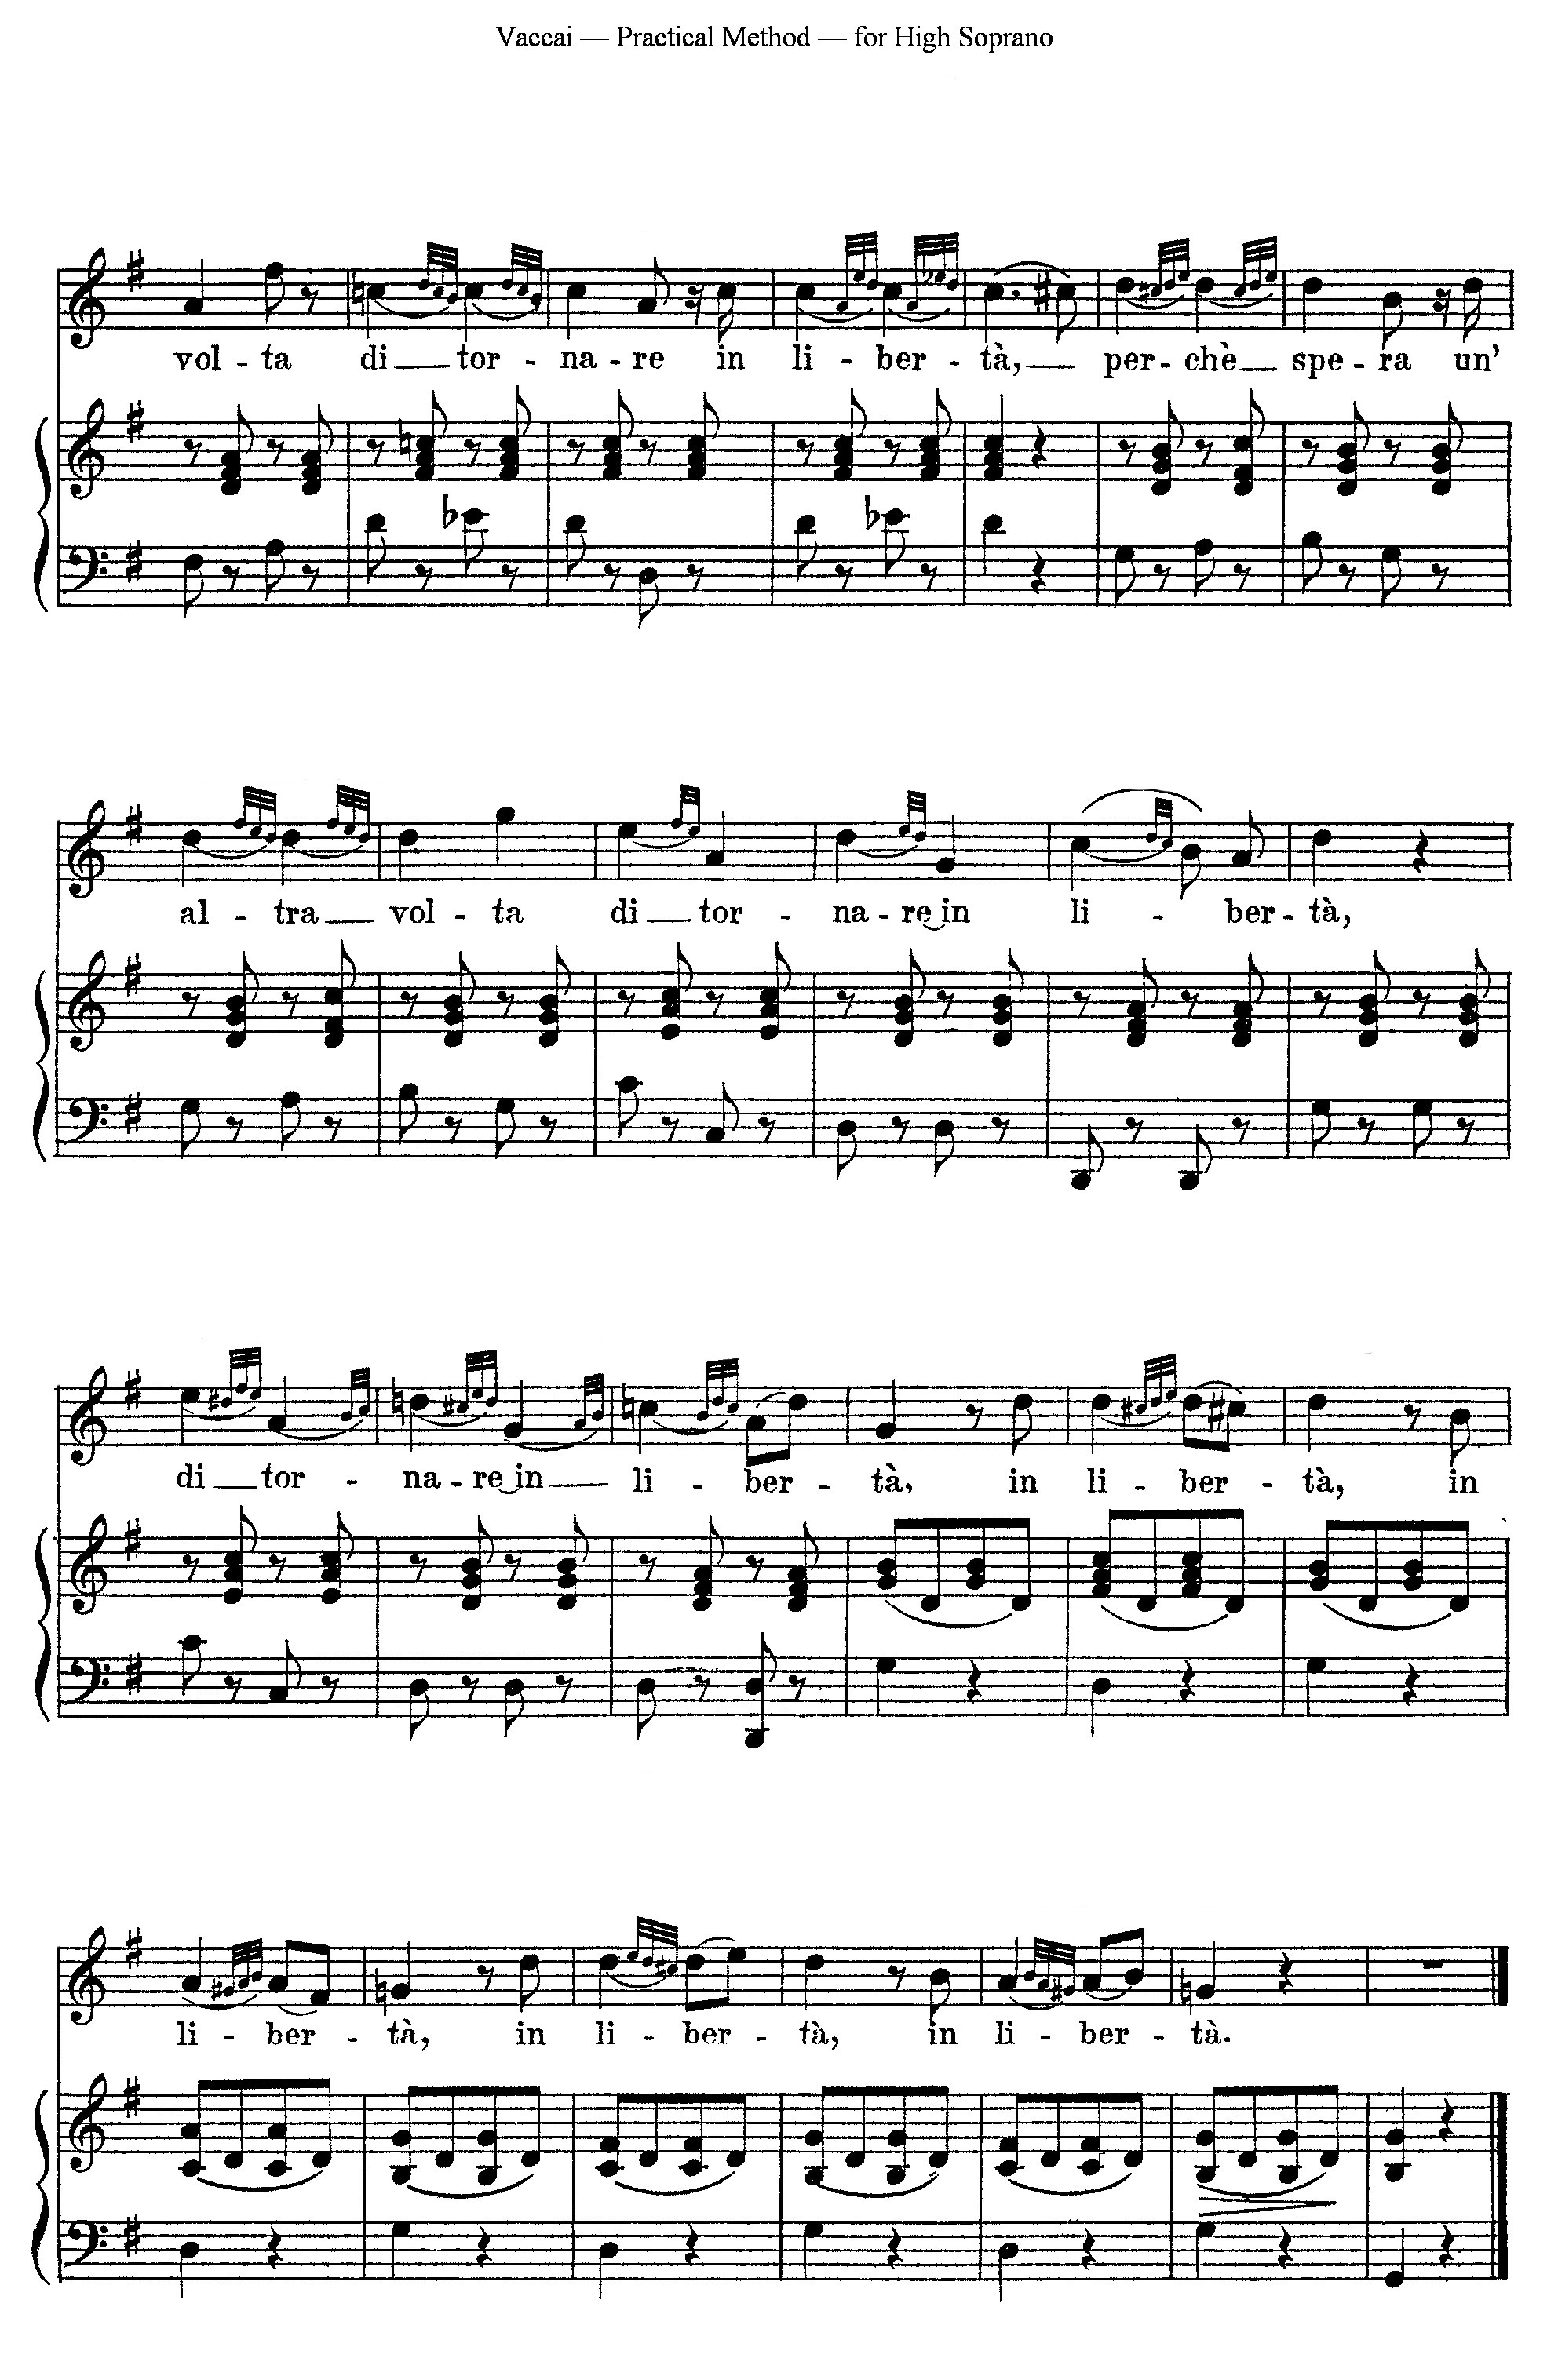 Vaccai — Practical Method — for High Soprano
vol - ta di tor - na - re in li - ber - tà, per - chè spe - ra un’
al - tra vol - ta di tor - na - re in li - ber - tà,
di tor - na - re in li - ber - tà, in li - ber - tà, in
li - ber - tà, in li - ber - tà, in li - ber - tà.